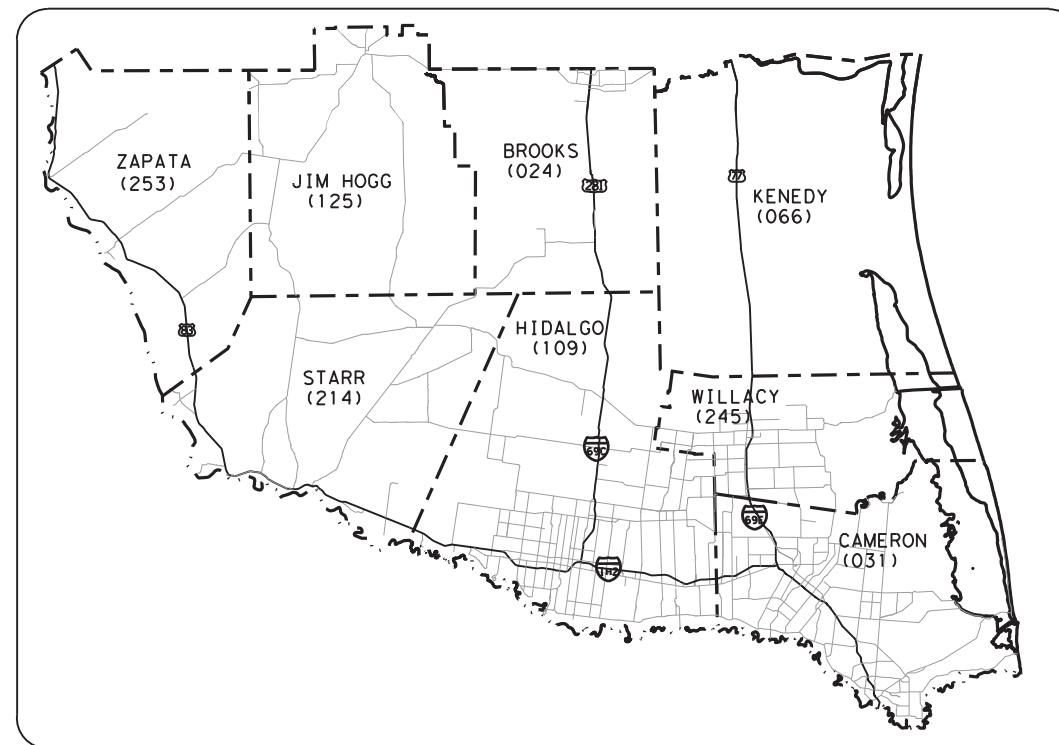 ZAPATA
(253)
JIM HOGG
(125)
BROOKS
(024)
281
77
KENEDY
(066)
83
HIDALGO
(109)
STARR
(214)
WILLACY
(245)
69C
69E
IH2
CAMERON
(031)